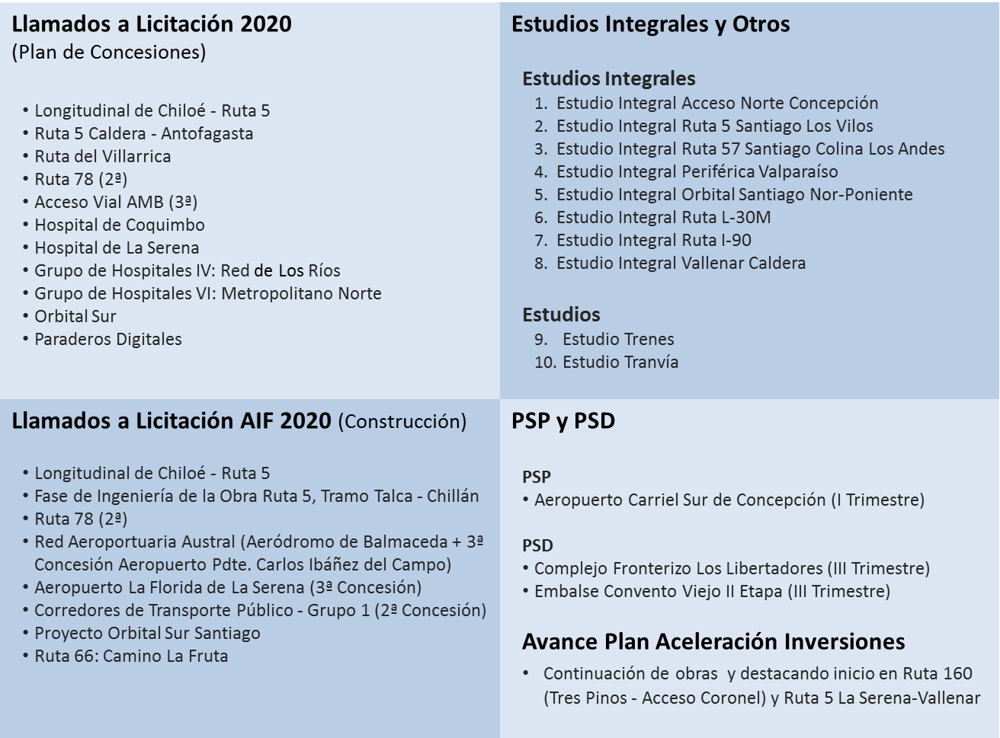 Llamados a Licitación 2020
(Plan de Concesiones)
• Longitudinal de Chiloé - Ruta 5
• Ruta 5 Caldera - Antofagasta
• Ruta del Villarrica
• Ruta 78 (2ª)
• Acceso Vial AMB (3ª)
• Hospital de Coquimbo
• Hospital de La Serena
• Grupo de Hospitales IV: Red de Los Ríos
• Grupo de Hospitales VI: Metropolitano Norte
• Orbital Sur
• Paraderos Digitales
Estudios Integrales y Otros
Estudios Integrales
1. Estudio Integral Acceso Norte Concepción
2. Estudio Integral Ruta 5 Santiago Los Vilos
3. Estudio Integral Ruta 57 Santiago Colina Los Andes
4. Estudio Integral Periférica Valparaíso
5. Estudio Integral Orbital Santiago Nor-Poniente
6. Estudio Integral Ruta L-30M
7. Estudio Integral Ruta I-90
8. Estudio Integral Vallenar Caldera
Estudios
9. Estudio Trenes
10. Estudio Tranvía
Llamados a Licitación AIF 2020 (Construcción)
• Longitudinal de Chiloé - Ruta 5
• Fase de Ingeniería de la Obra Ruta 5, Tramo Talca - Chillán
• Ruta 78 (2ª)
• Red Aeroportuaria Austral (Aeródromo de Balmaceda + 3ª
Concesión Aeropuerto Pdte. Carlos Ibáñez del Campo)
• Aeropuerto La Florida de La Serena (3ª Concesión)
• Corredores de Transporte Público - Grupo 1 (2ª Concesión)
• Proyecto Orbital Sur Santiago
• Ruta 66: Camino La Fruta
PSP y PSD
PSP
• Aeropuerto Carriel Sur de Concepción (I Trimestre)
PSD
• Complejo Fronterizo Los Libertadores (III Trimestre)
• Embalse Convento Viejo II Etapa (III Trimestre)
Avance Plan Aceleración Inversiones
• Continuación de obras y destacando inicio en Ruta 160
(Tres Pinos - Acceso Coronel) y Ruta 5 La Serena-Vallenar